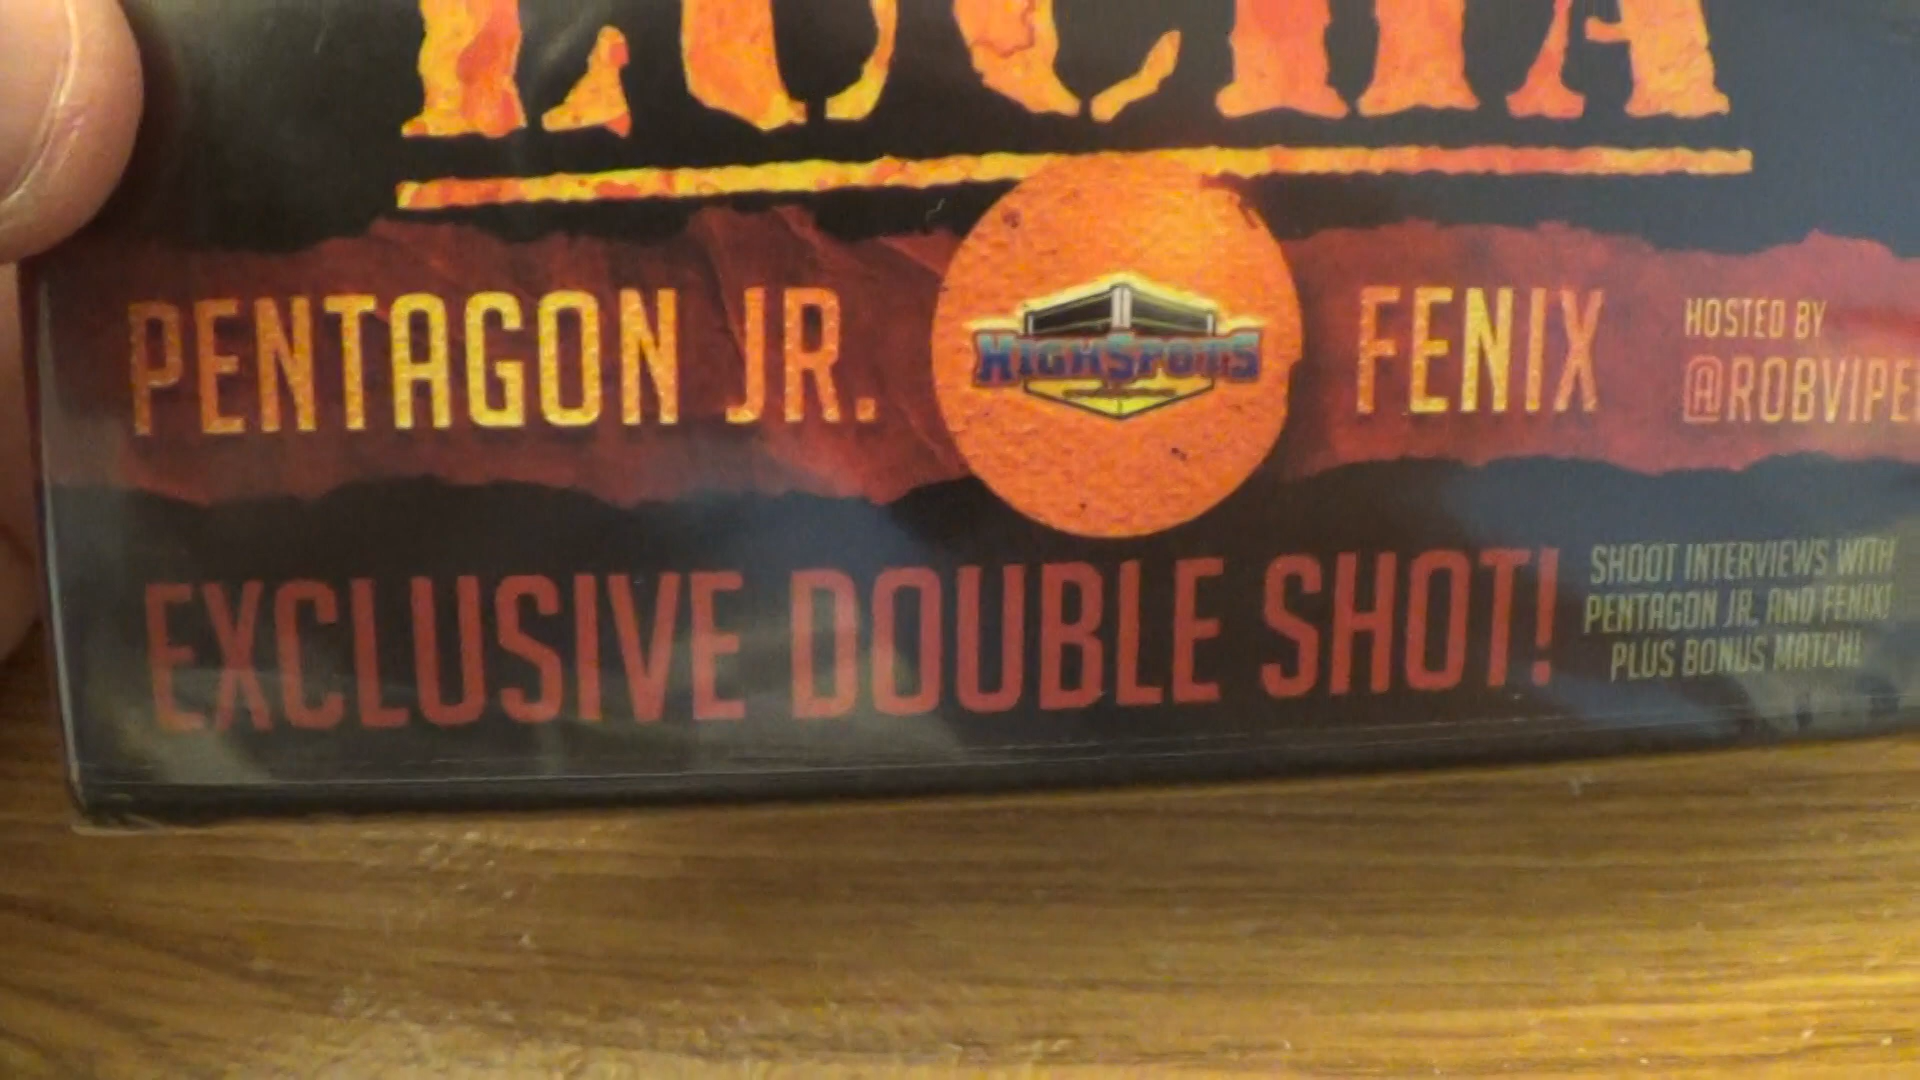 LUCHA
PENTAGON JR.
HIGHSPOTS
FENIX
HOSTED BY
@ROBVIPER
EXCLUSIVE DOUBLE SHOT!
SHOOT INTERVIEWS WITH
PENTAGON JR. AND FENIX!
PLUS BONUS MATCH!